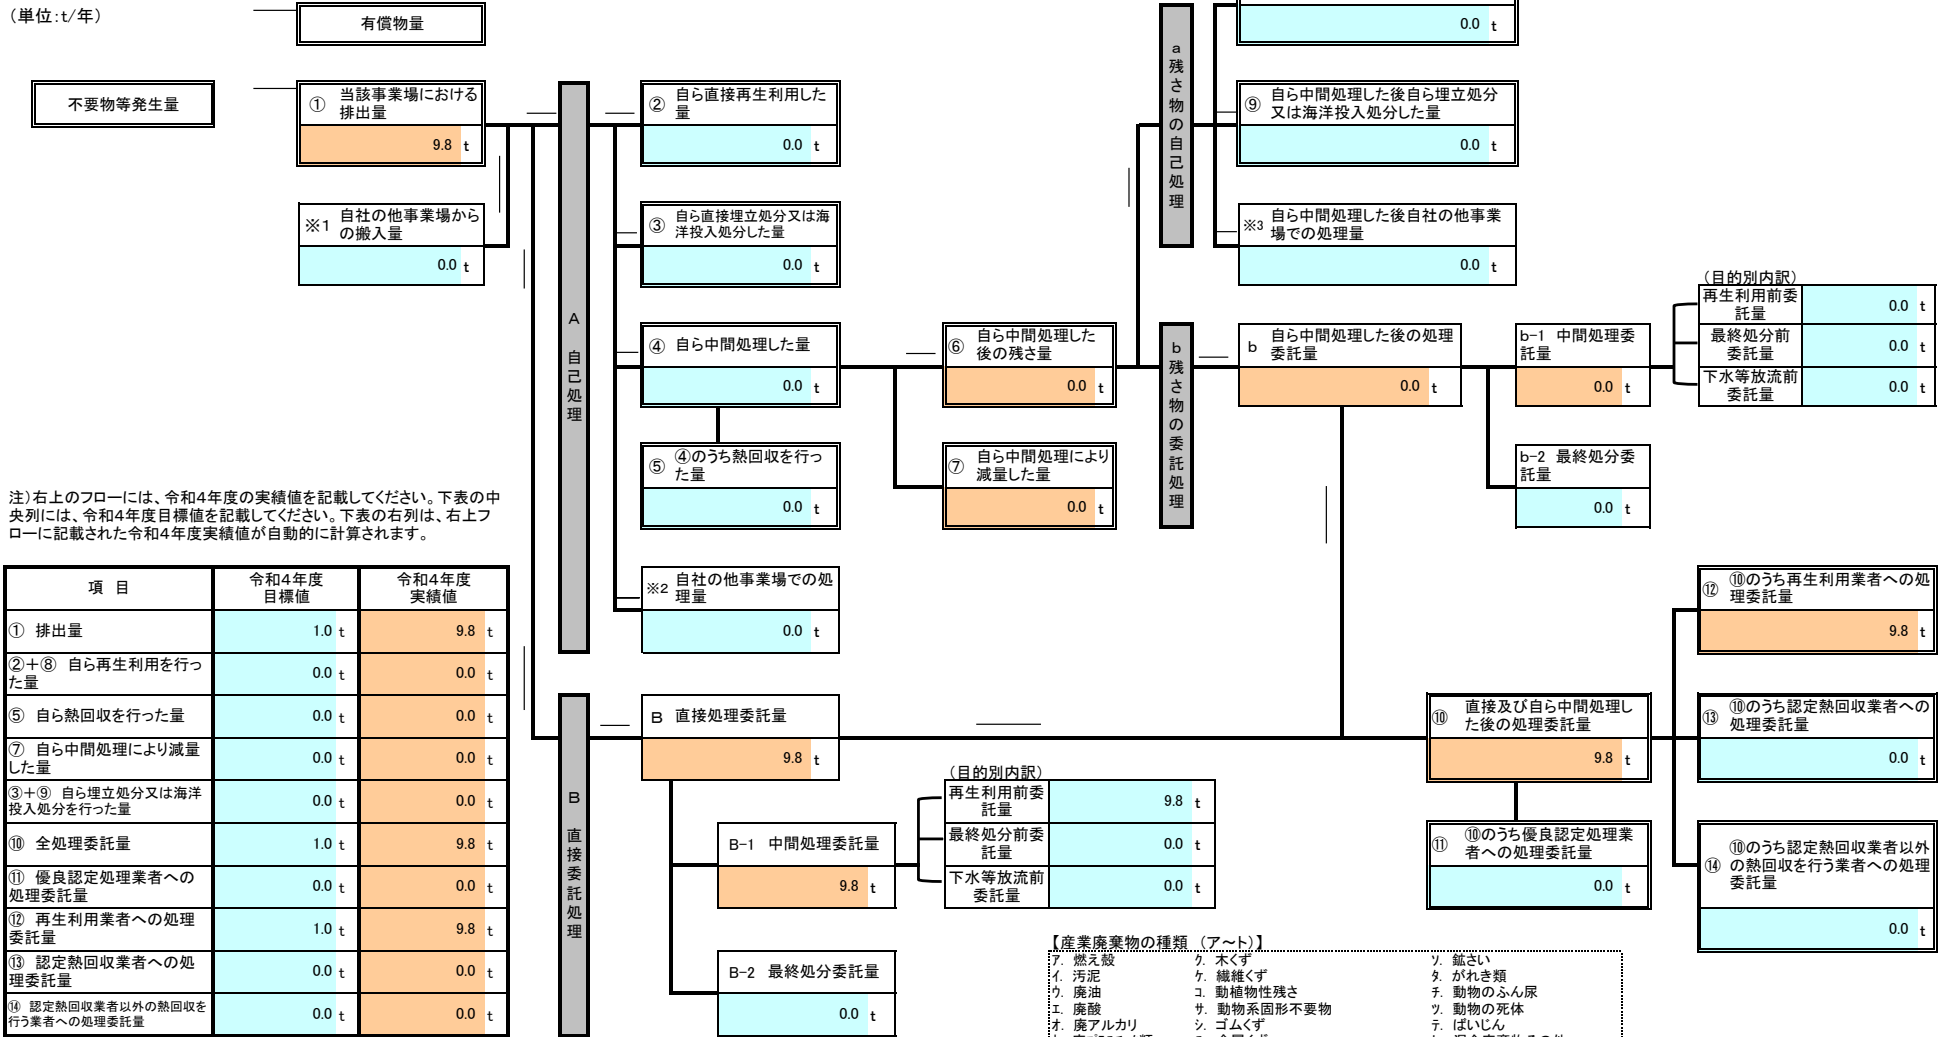 （単位:t/年）
有償物量
0.0 t
不要物等発生量
① 当該事業場における
排出量
9.8 t
※1 自社の他事業場から
の搬入量
0.0 t
A 自己処理
② 自ら直接再生利用した
量
0.0 t
③ 自ら直接埋立処分又は海
洋投入処分した量
0.0 t
④ 自ら中間処理した量
0.0 t
⑤ ④のうち熱回収を行っ
た量
0.0 t
※2 自社の他事業場での処
理量
0.0 t
⑥ 自ら中間処理した
後の残さ量
0.0 t
⑦ 自ら中間処理により
減量した量
0.0 t
a 残さ物の自己処理
⑨ 自ら中間処理した後自ら埋立処分
又は海洋投入処分した量
0.0 t
※3 自ら中間処理した後自社の他事業
場での処理量
0.0 t
b 残さ物の委託処理
b 自ら中間処理した後の処理
委託量
0.0 t
b-1 中間処理委
託量
0.0 t
b-2 最終処分委
託量
0.0 t
（目的別内訳）
再生利用前委
託量
0.0 t
最終処分前
委託量
0.0 t
下水等放流前
委託量
0.0 t
注）右上のフローには、令和４年度の実績値を記載してください。下表の中
央列には、令和４年度目標値を記載してください。下表の右列は、右上フ
ローに記載された令和４年度実績値が自動的に計算されます。
項 目 令和４年度
目標値 令和４年度
実績値
① 排出量 1.0 t 9.8 t
②＋⑧ 自ら再生利用を行っ
た量 0.0 t 0.0 t
⑤ 自ら熱回収を行った量 0.0 t 0.0 t
⑦ 自ら中間処理により減量
した量 0.0 t 0.0 t
③＋⑨ 自ら埋立処分又は海洋
投入処分を行った量 0.0 t 0.0 t
⑩ 全処理委託量 1.0 t 9.8 t
⑪ 優良認定処理業者への
処理委託量 0.0 t 0.0 t
⑫ 再生利用業者への処理
委託量 1.0 t 9.8 t
⑬ 認定熱回収業者への処
理委託量 0.0 t 0.0 t
⑭ 認定熱回収業者以外の熱回収を
行う業者への処理委託量 0.0 t 0.0 t
B 直接委託処理
B 直接処理委託量
9.8 t
B-1 中間処理委託量
9.8 t
B-2 最終処分委託量
0.0 t
（目的別内訳）
再生利用前委
託量
9.8 t
最終処分前委
託量
0.0 t
下水等放流前
委託量
0.0 t
⑩ 直接及び自ら中間処理し
た後の処理委託量
9.8 t
⑪ ⑩のうち優良認定処理業
者への処理委託量
0.0 t
⑫ ⑩のうち再生利用業者への処
理委託量
9.8 t
⑬ ⑩のうち認定熱回収業者への
処理委託量
0.0 t
⑭ ⑩のうち認定熱回収業者以外
の熱回収を行う業者への処理
委託量
0.0 t
【産業廃棄物の種類 （ア〜ト）】
ア. 燃え殻 ク. 木くず ソ. 鉱さい
イ. 汚泥 ケ. 繊維くず タ. がれき類
ウ. 廃油 コ. 動植物性残さ チ. 動物のふん尿
エ. 廃酸 サ. 動物系固形不要物 ツ. 動物の死体
オ. 廃アルカリ シ. ゴムくず テ. ばいじん